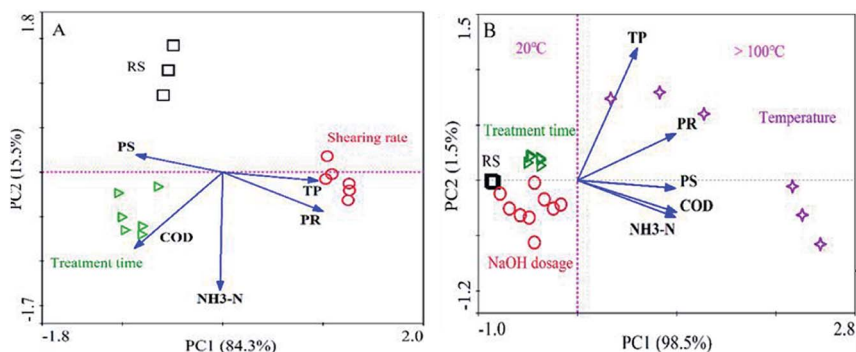 A
1.8
RS
PS
Shearing rate
TP
PR
COD
Treatment time
NH3-N
PC2 (15.5%)
-1.7
-1.8
2.0
PC1 (84.3%)
B
1.5
20℃
TP
> 100℃
PR
Temperature
Treatment time
RS
PS
COD
NH3-N
NaOH dosage
PC2 (1.5%)
-1.2
-1.0
2.8
PC1 (98.5%)